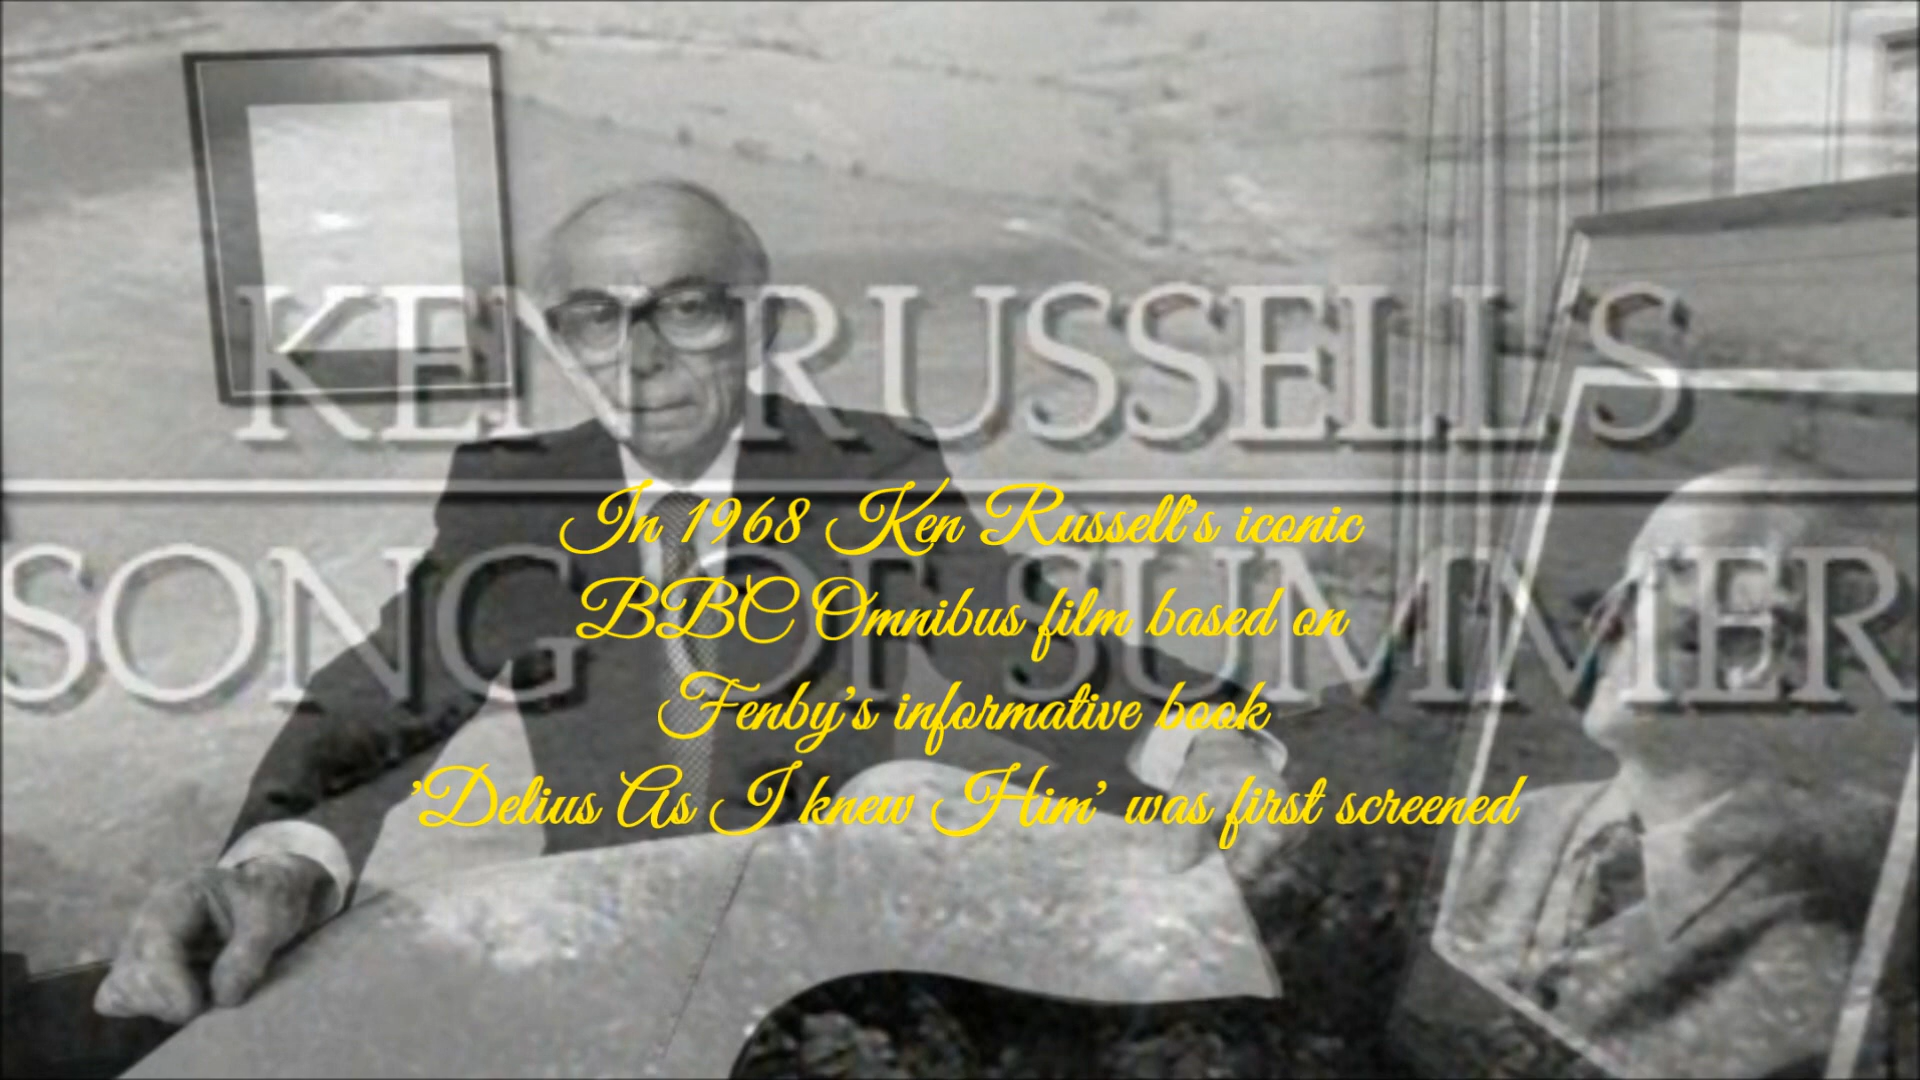 KEN RUSSELL'S
SONG OF SUMMER
In 1968 Ken Russell's iconic
BBC Omnibus film based on
Fenby's informative book
'Delius As I knew Him' was first screened